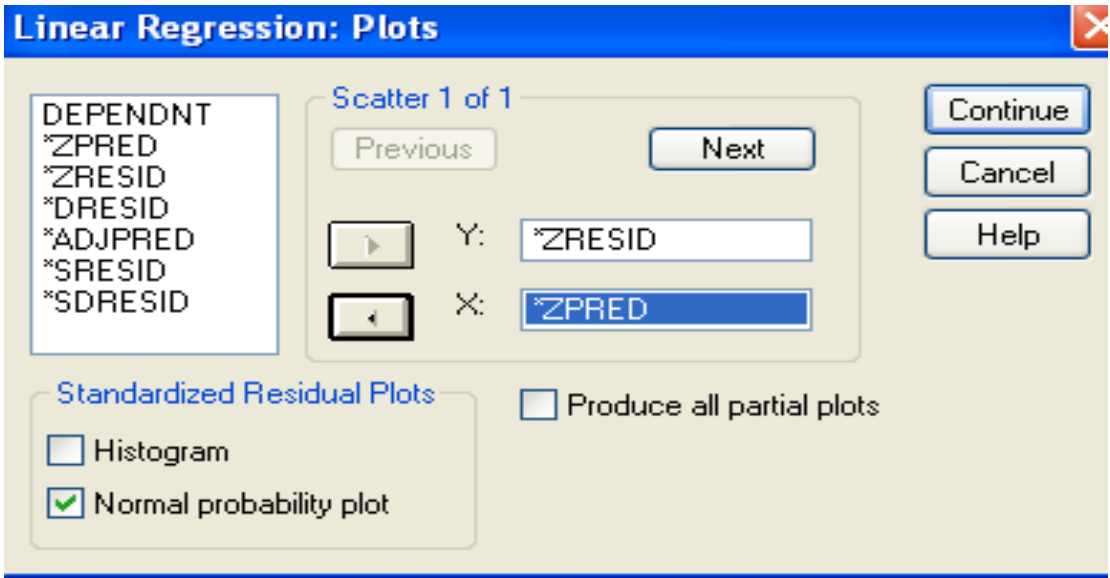 Linear Regression: Plots
DEPENDNT
*ZPRED
*ZRESID
*DRESID
*ADJPRED
*SRESID
*SDRESID
Scatter 1 of 1
Previous
Next
Y: *ZRESID
X: *ZPRED
Continue
Cancel
Help
Standardized Residual Plots
Histogram
Normal probability plot
Produce all partial plots